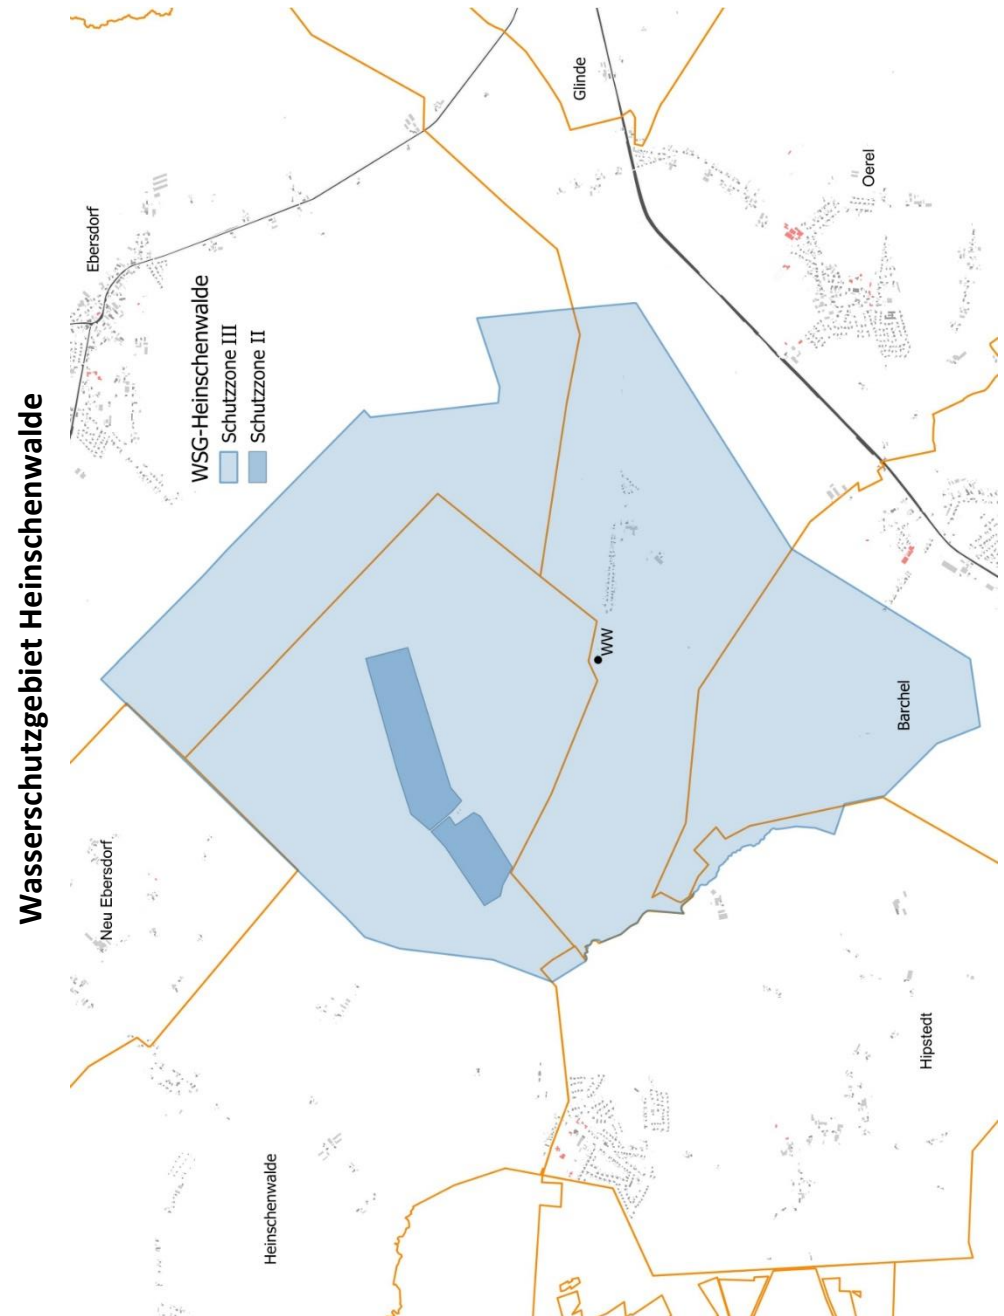 Wasserschutzgebiet Heinschenwalde
Ebersdorf
Glinde
Oerel
WSG-Heinschenwalde
Schutzzone III
Schutzzone II
WW
Neu Ebersdorf
Barchel
Heinschenwalde
Hipstedt